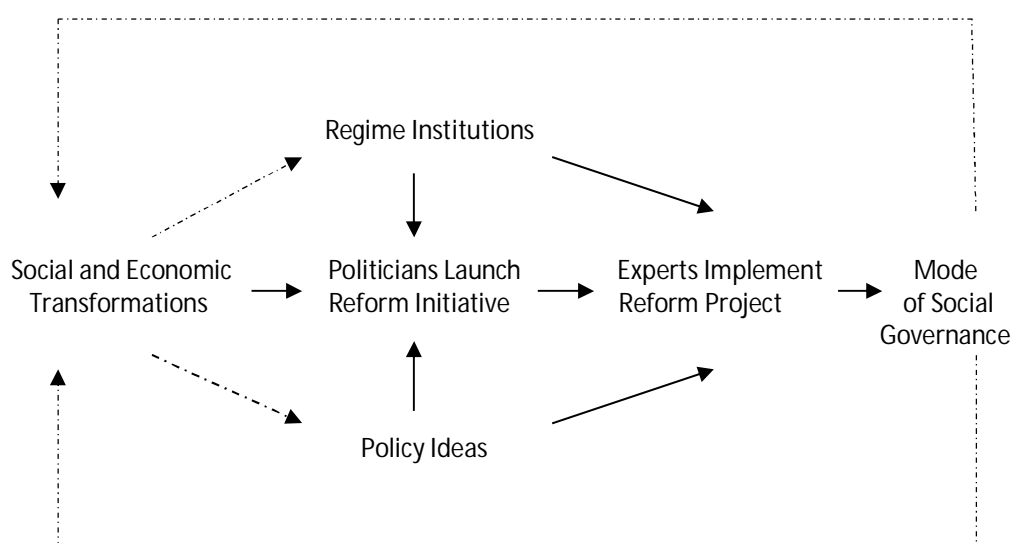 Regime Institutions
Social and Economic
Transformations
Politicians Launch
Reform Initiative
Experts Implement
Reform Project
Mode
of Social
Governance
Policy Ideas